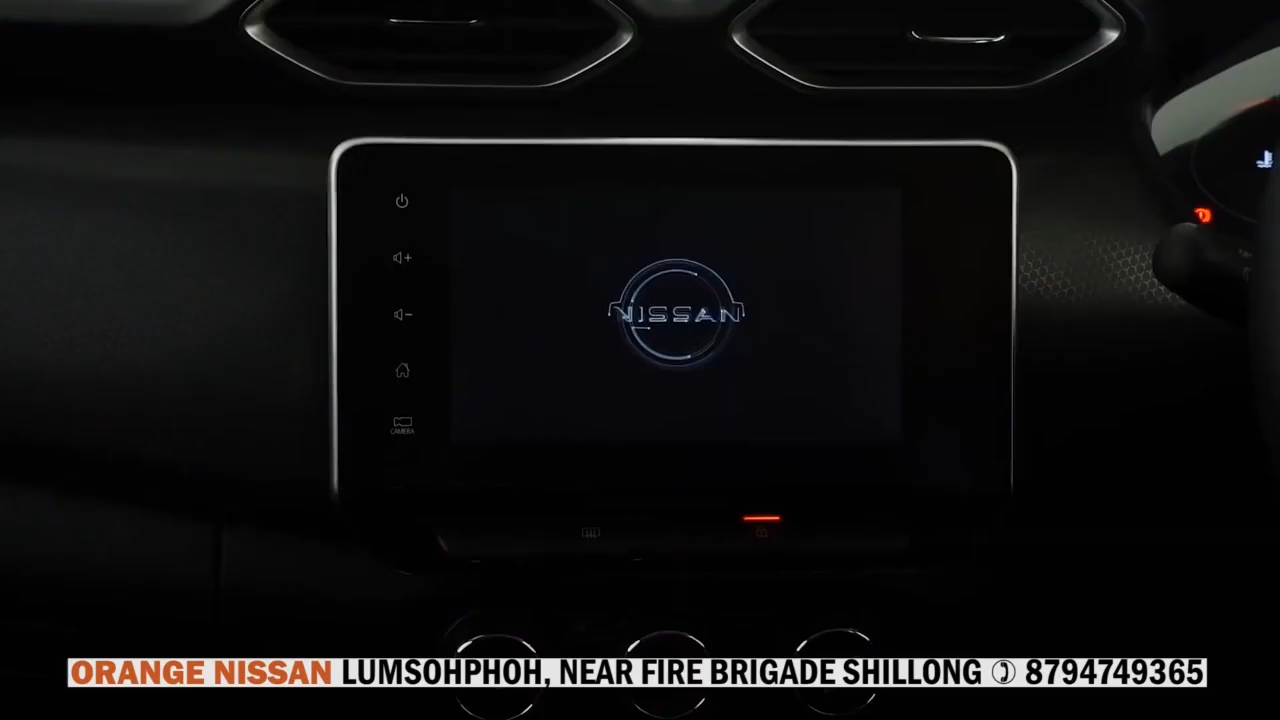 NISSAN
CAMERA
ORANGE NISSAN LUMSOHPHOH, NEAR FIRE BRIGADE SHILLONG ✆ 8794749365